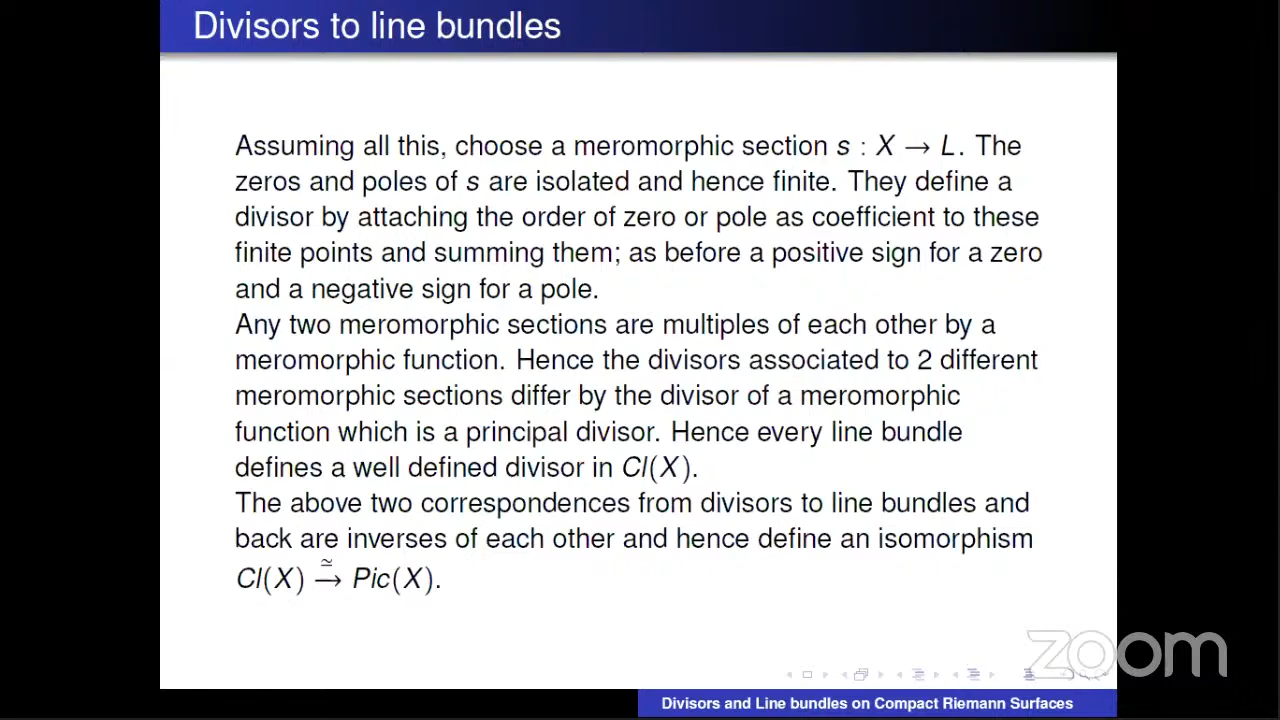 Divisors to line bundles
Assuming all this, choose a meromorphic section s : X → L. The
zeros and poles of s are isolated and hence finite. They define a
divisor by attaching the order of zero or pole as coefficient to these
finite points and summing them; as before a positive sign for a zero
and a negative sign for a pole.
Any two meromorphic sections are multiples of each other by a
meromorphic function. Hence the divisors associated to 2 different
meromorphic sections differ by the divisor of a meromorphic
function which is a principal divisor. Hence every line bundle
defines a well defined divisor in Cl(X).
The above two correspondences from divisors to line bundles and
back are inverses of each other and hence define an isomorphism
Cl(X) ≃→ Pic(X).
zoom
Divisors and Line bundles on Compact Riemann Surfaces